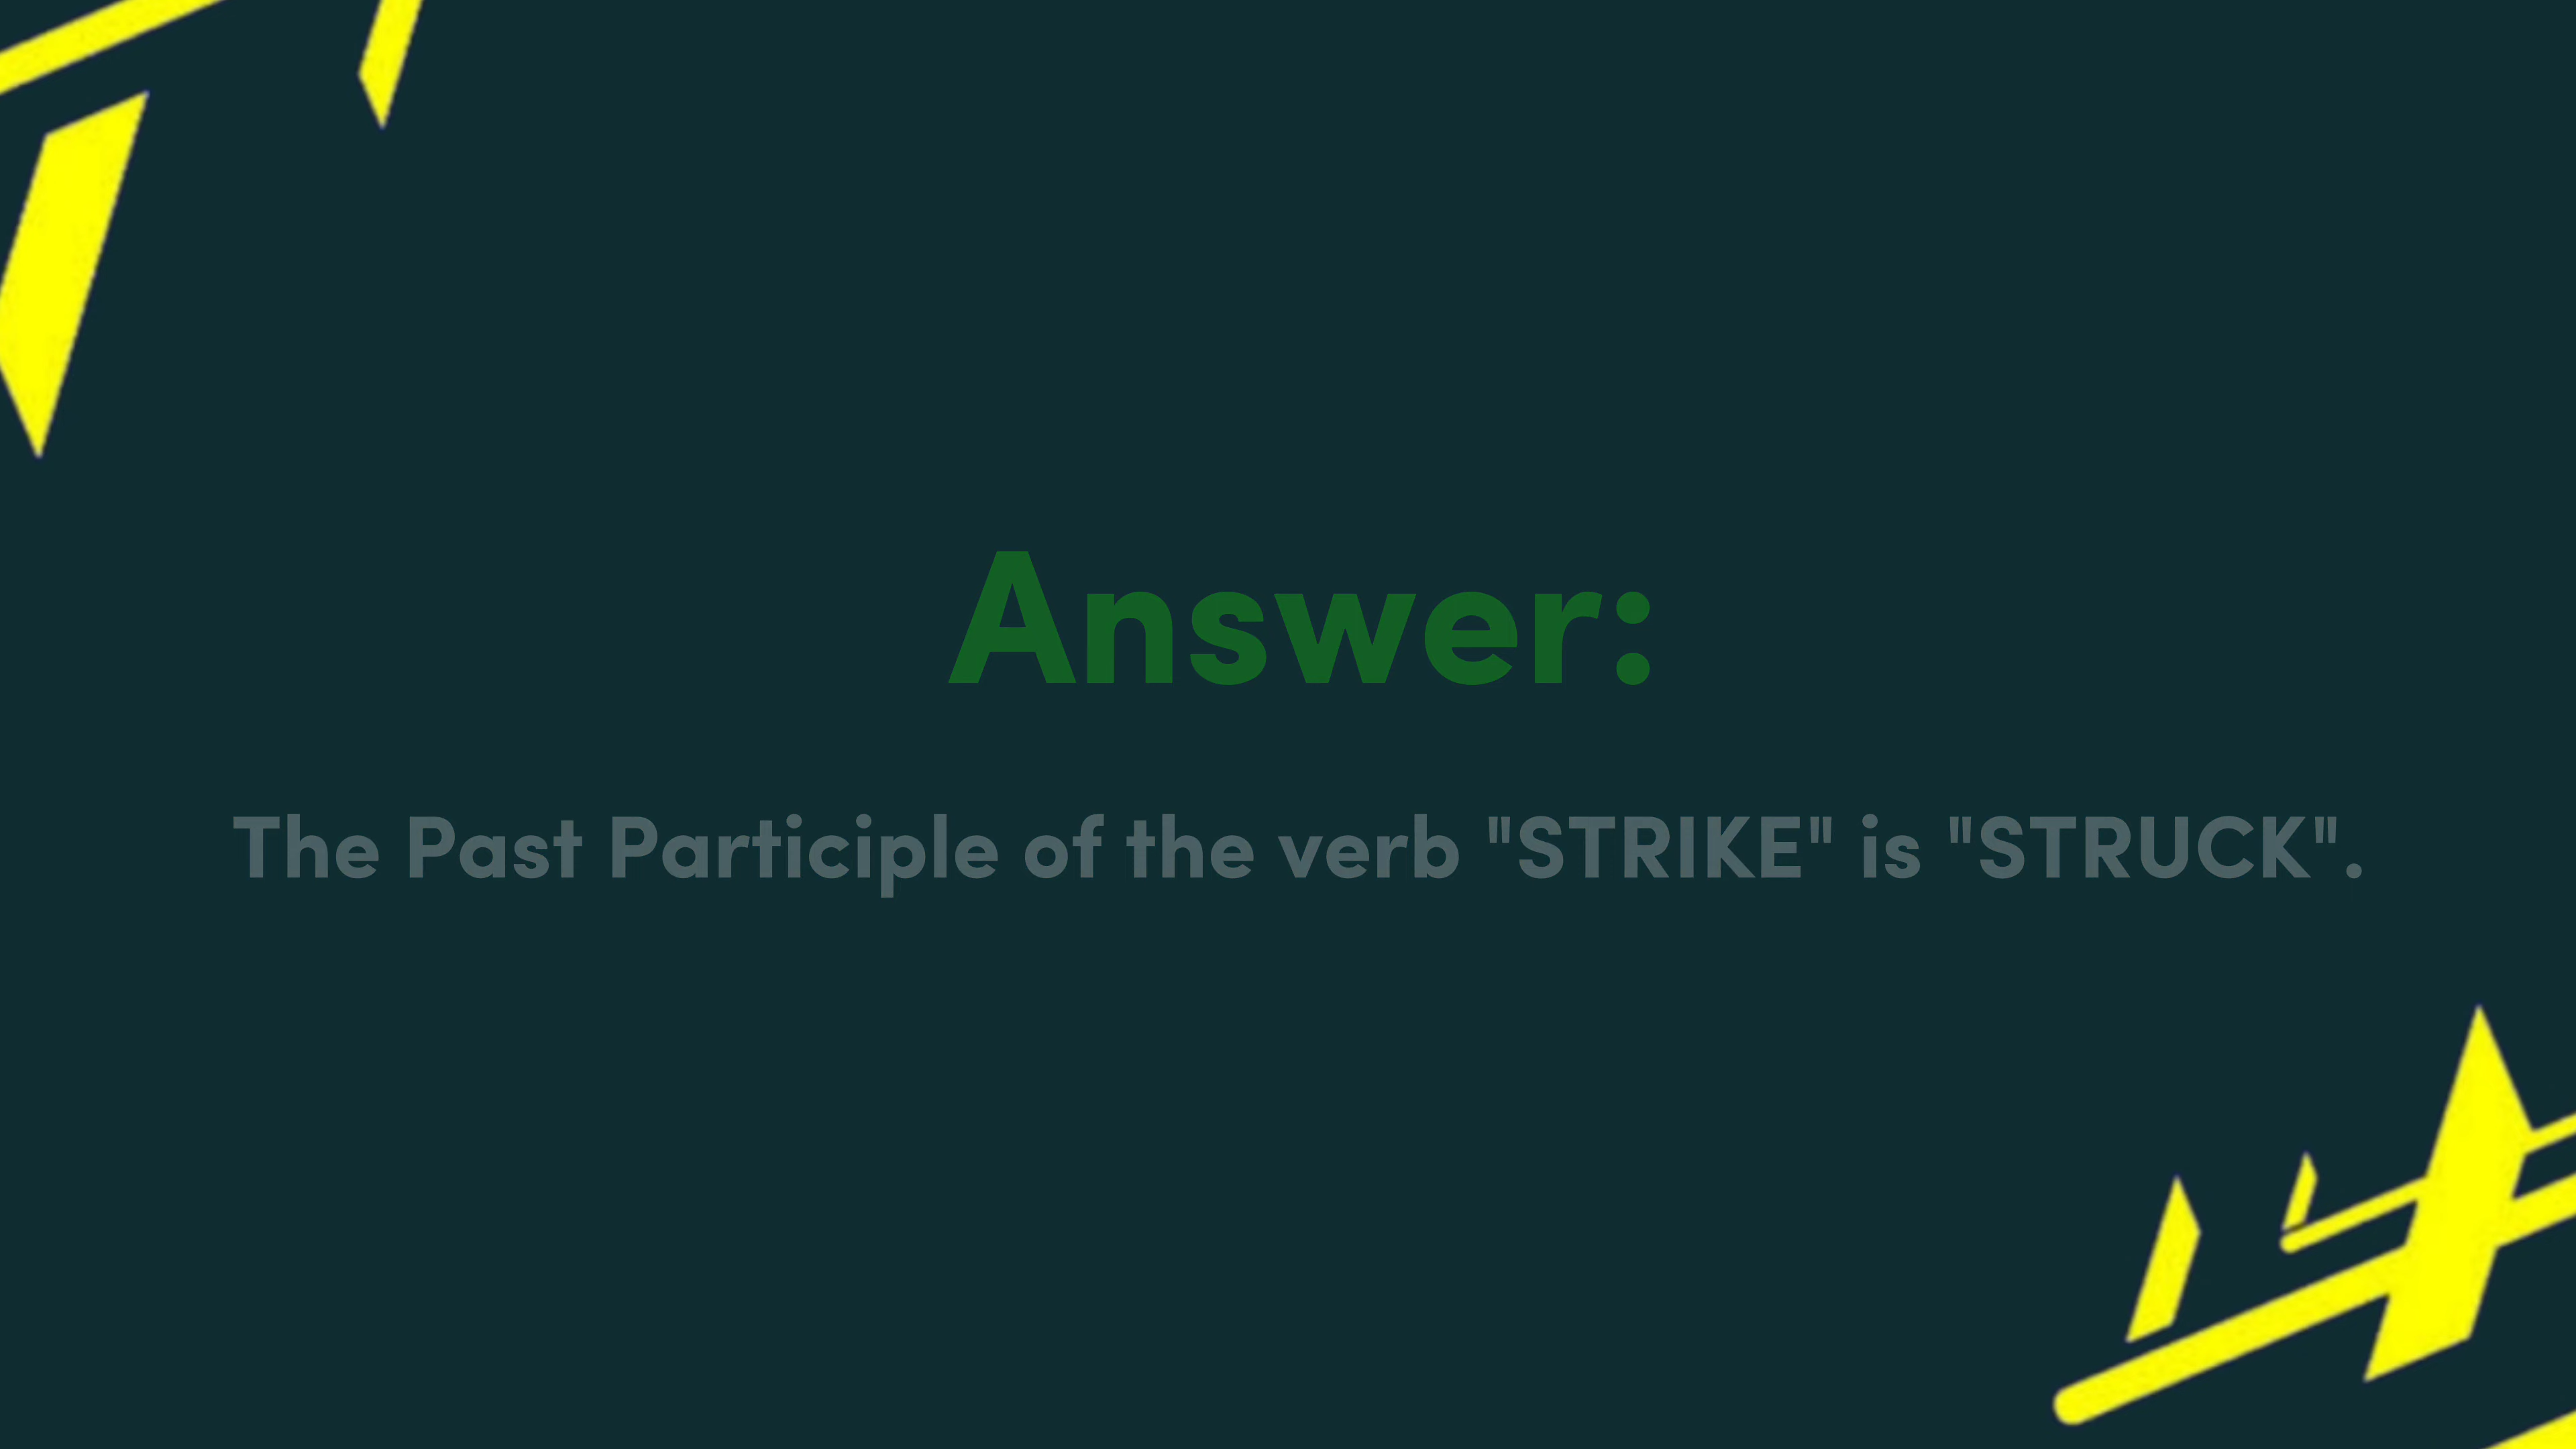 Answer:
The Past Participle of the verb "STRIKE" is "STRUCK".